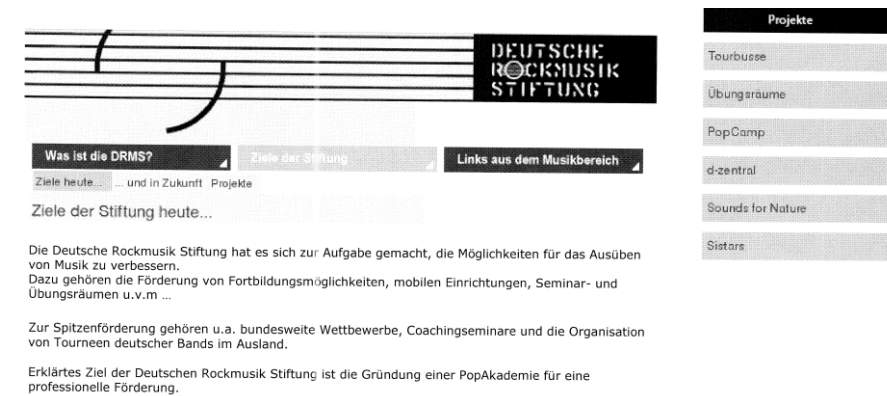 DEUTSCHE
ROCKMUSIK
STIFTUNG
Was ist die DRMS? Ziele der Stiftung Links aus dem Musikbereich
Ziele heute... ... und in Zukunft Projekte
Ziele der Stiftung heute...
Die Deutsche Rockmusik Stiftung hat es sich zur Aufgabe gemacht, die Möglichkeiten für das Ausüben
von Musik zu verbessern.
Dazu gehören die Förderung von Fortbildungsmöglichkeiten, mobilen Einrichtungen, Seminar- und
Übungsräumen u.v.m ...
Zur Spitzenförderung gehören u.a. bundesweite Wettbewerbe, Coachingseminare und die Organisation
von Tourneen deutscher Bands im Ausland.
Erklärtes Ziel der Deutschen Rockmusik Stiftung ist die Gründung einer PopAkademie für eine
professionelle Förderung.
Projekte
Tourbusse
Übungsräume
PopCamp
d-zentral
Sounds for Nature
Sistars